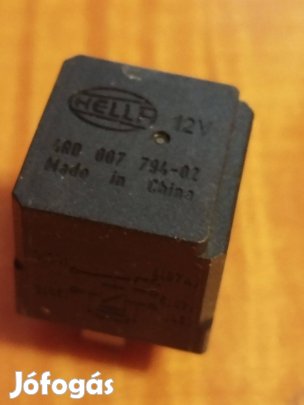 HELLA 12V
4RD 007 794-02
Made in China
Jófogás